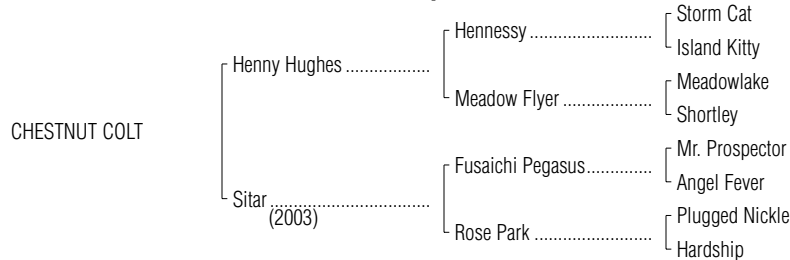 Storm Cat
Hennessy ..........................
Island Kitty
Henny Hughes ..................
Meadowlake
Meadow Flyer ...................
Shortley
CHESTNUT COLT
Mr. Prospector
Fusaichi Pegasus..............
Angel Fever
Sitar ..................................
(2003)
Plugged Nickle
Rose Park .........................
Hardship